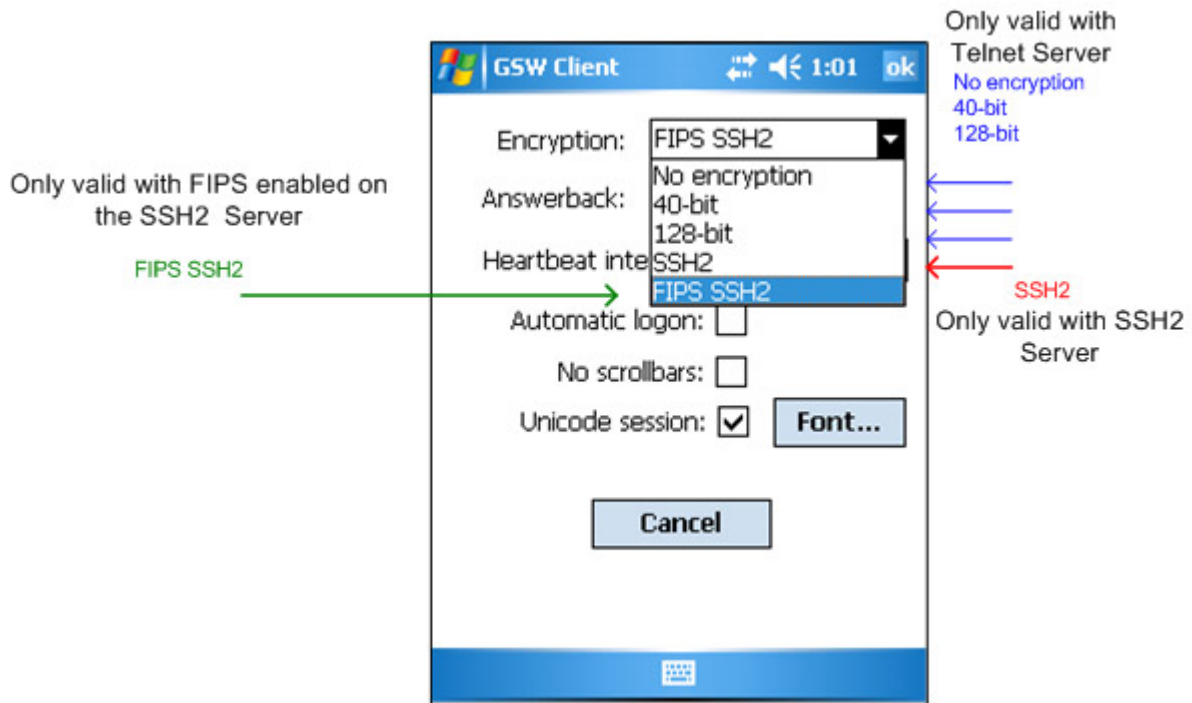 Only valid with
Telnet Server
No encryption
40-bit
128-bit
GSW Client 1:01 ok
Encryption: FIPS SSH2
No encryption
Answerback: 40-bit
128-bit
Heartbeat inte SSH2
FIPS SSH2
Automatic logon:
No scrollbars:
Unicode session: Font...
Cancel
Only valid with FIPS enabled on
the SSH2 Server
FIPS SSH2
SSH2
Only valid with SSH2
Server